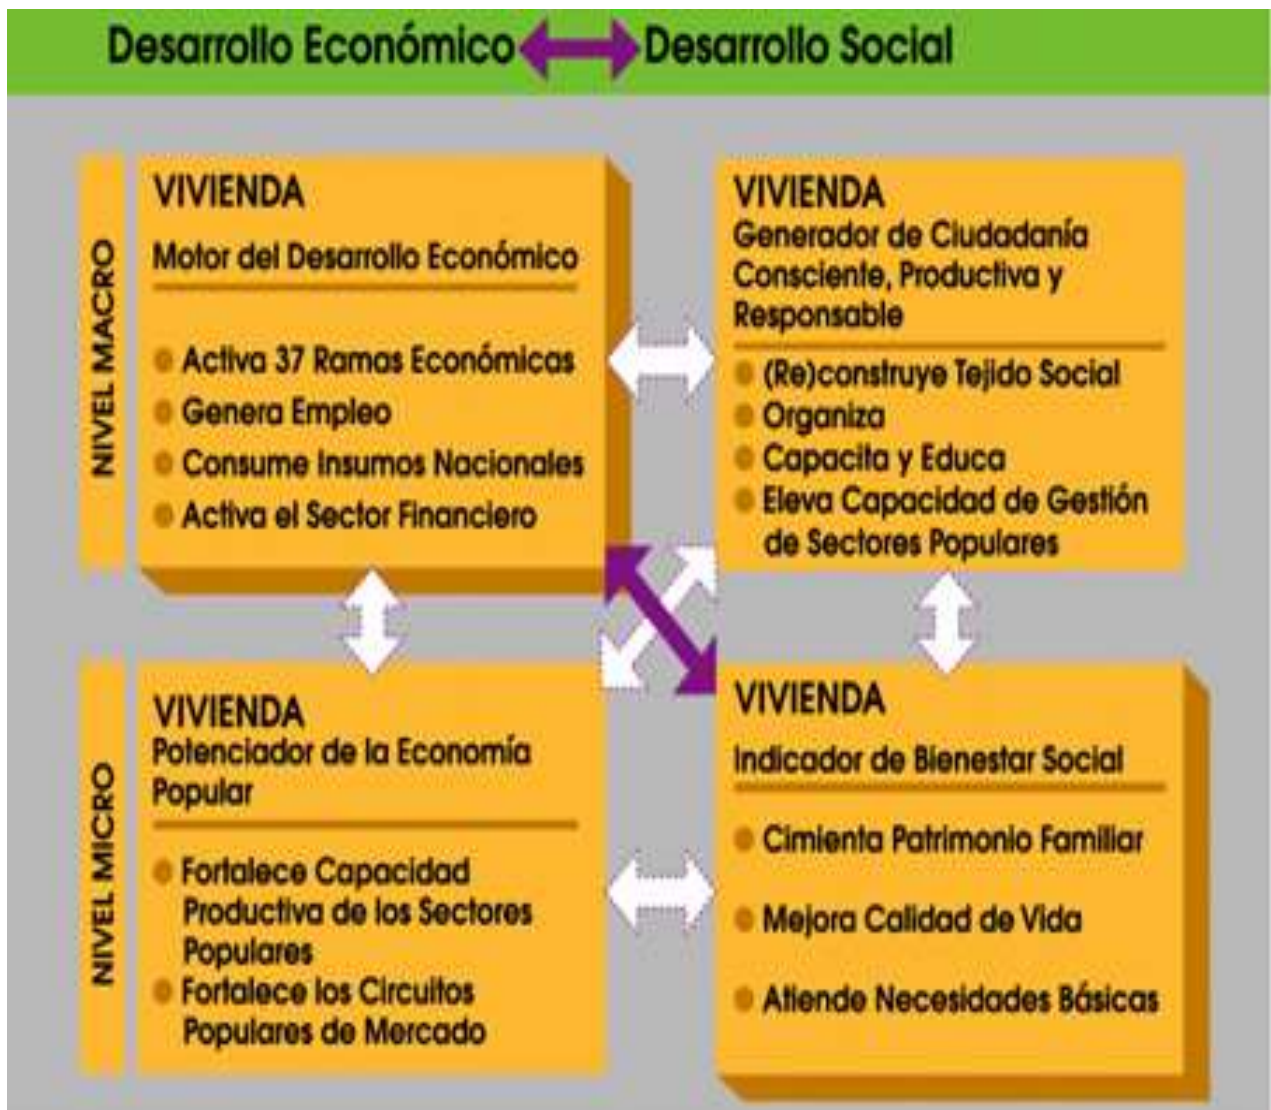 Desarrollo Económico Desarrollo Social
NIVEL MACRO
VIVIENDA
Motor del Desarrollo Económico
Activa 37 Ramas Económicas
Genera Empleo
Consume Insumos Nacionales
Activa el Sector Financiero
VIVIENDA
Generador de Ciudadanía
Consciente, Productiva y
Responsable
(Re)construye Tejido Social
Organiza
Capacita y Educa
Eleva Capacidad de Gestión
de Sectores Populares
NIVEL MICRO
VIVIENDA
Potenciador de la Economía
Popular
Fortalece Capacidad
Productiva de los Sectores
Populares
Fortalece los Circuitos
Populares de Mercado
VIVIENDA
Indicador de Bienestar Social
Cimienta Patrimonio Familiar
Mejora Calidad de Vida
Atiende Necesidades Básicas